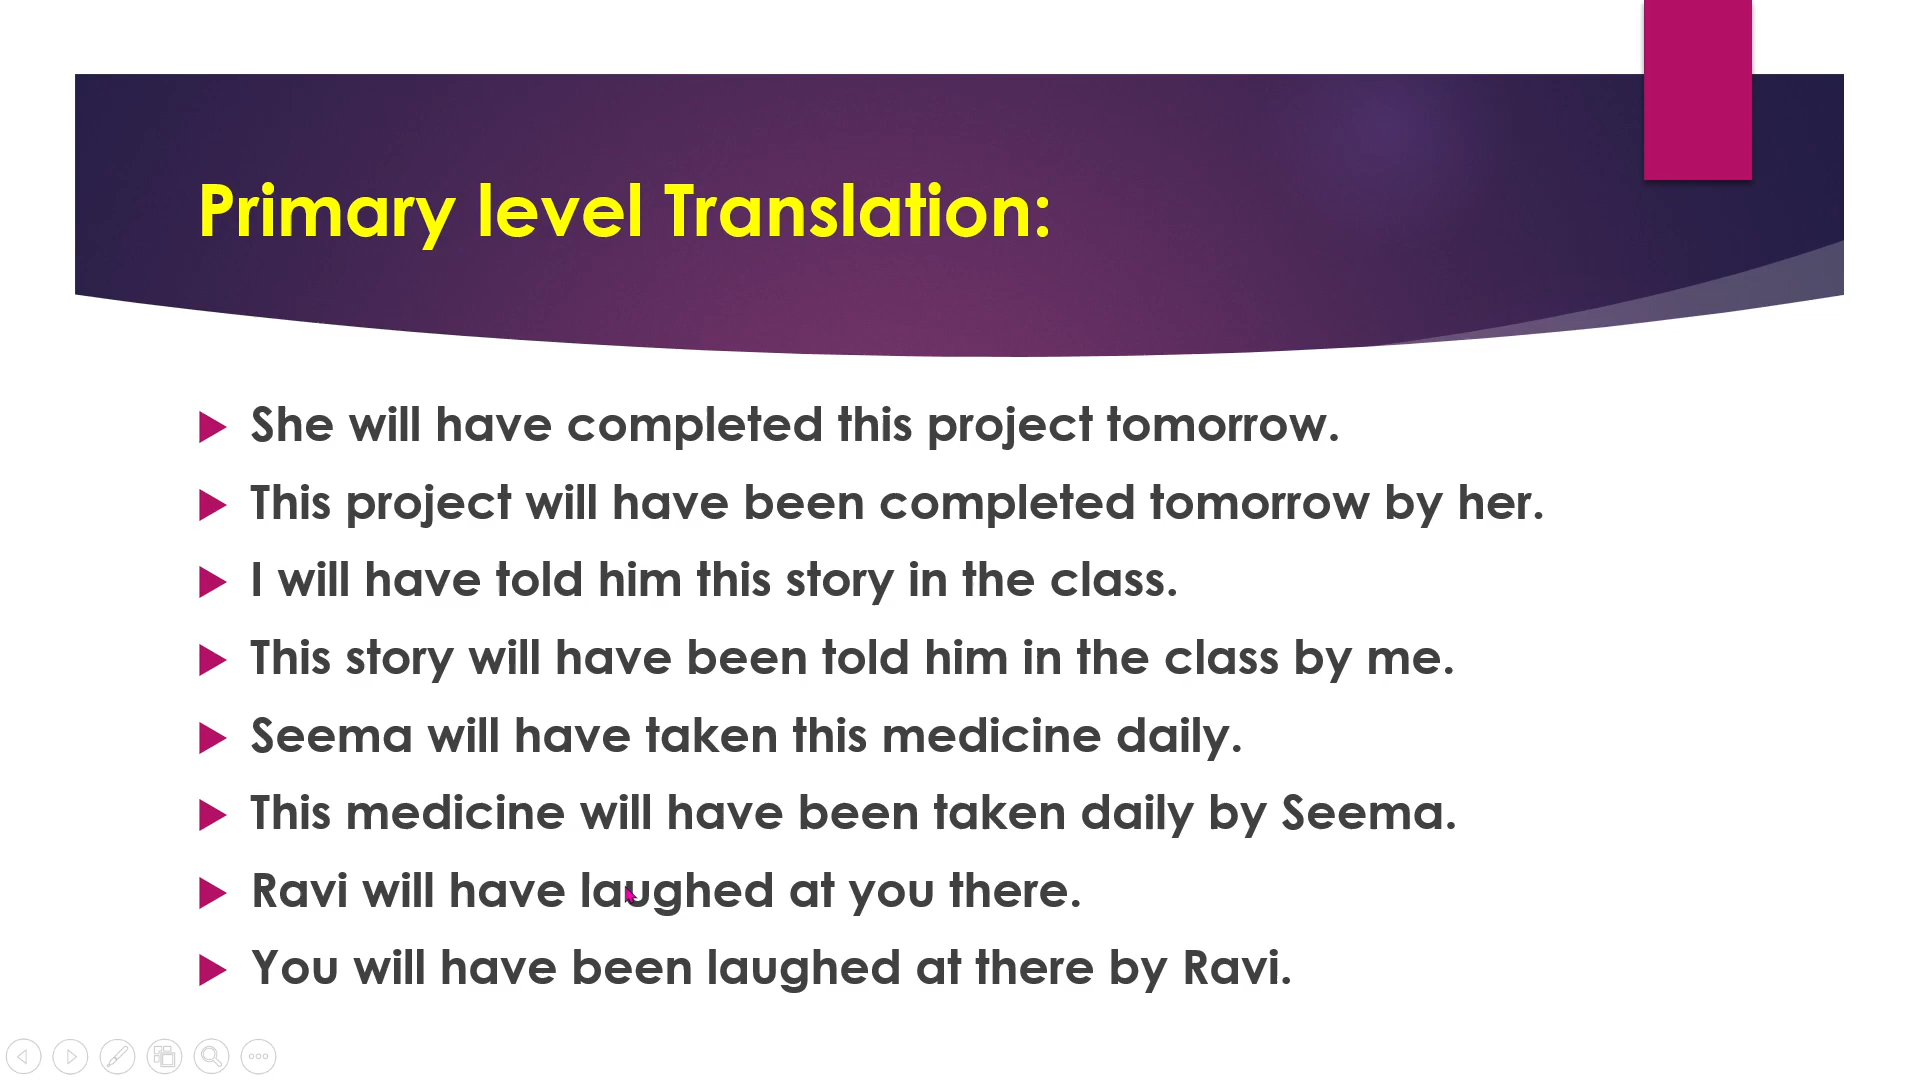 Primary level Translation:
She will have completed this project tomorrow.
This project will have been completed tomorrow by her.
I will have told him this story in the class.
This story will have been told him in the class by me.
Seema will have taken this medicine daily.
This medicine will have been taken daily by Seema.
Ravi will have laughed at you there.
You will have been laughed at there by Ravi.